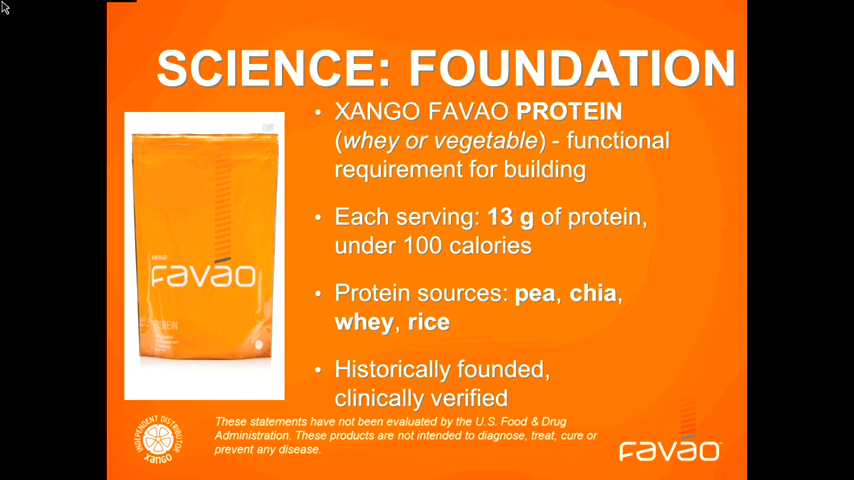 SCIENCE: FOUNDATION
• XANGO FAVAO PROTEIN
(whey or vegetable) - functional
requirement for building
• Each serving: 13 g of protein,
under 100 calories
• Protein sources: pea, chia,
whey, rice
• Historically founded,
clinically verified
XANGO
FAVAO
PROTEIN
INDEPENDENT DISTRIBUTOR
XANGO
These statements have not been evaluated by the U.S. Food & Drug
Administration. These products are not intended to diagnose, treat, cure or
prevent any disease.
FAVAO